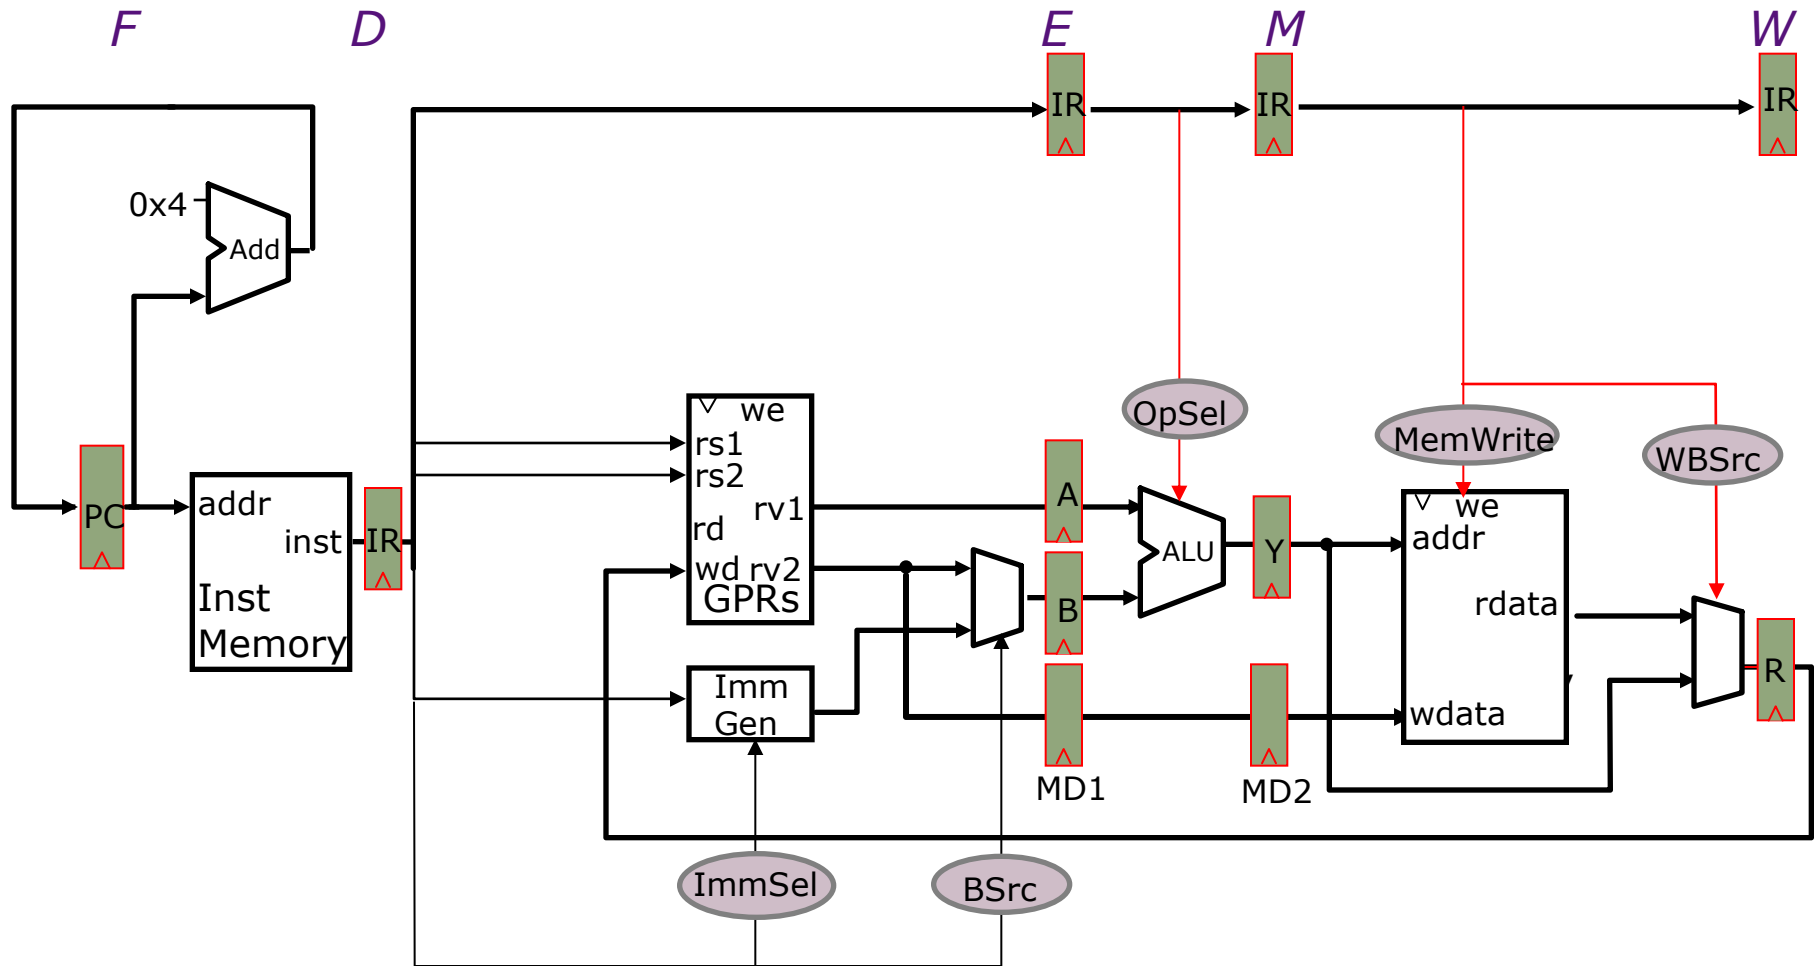 F D E M W
IR IR IR
0x4
Add
we
OpSel
rs1
MemWrite
rs2
WBSrc
PC
addr
inst
IR
Inst
Memory
rv1
rd
wd rv2
GPRs
A
B
ALU
Y
we
addr
rdata
wdata
R
Imm
Gen
MD1
MD2
ImmSel
BSrc